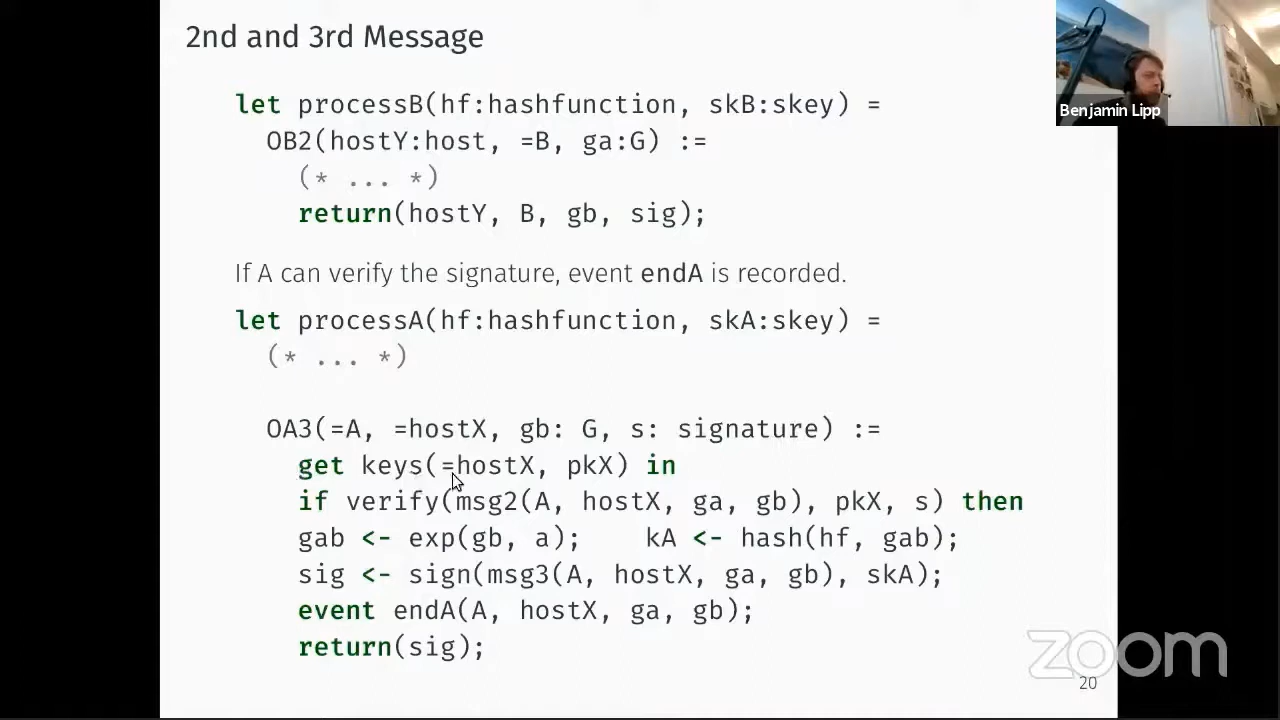 2nd and 3rd Message
Benjamin Lipp
let processB(hf:hashfunction, skB:skey) =
OB2(hostY:host, =B, ga:G) :=
(* ... *)
return(hostY, B, gb, sig);
If A can verify the signature, event endA is recorded.
let processA(hf:hashfunction, skA:skey) =
(* ... *)
OA3(=A, =hostX, gb: G, s: signature) :=
get keys(=hostX, pkX) in
if verify(msg2(A, hostX, ga, gb), pkX, s) then
gab <- exp(gb, a);    kA <- hash(hf, gab);
sig <- sign(msg3(A, hostX, ga, gb), skA);
event endA(A, hostX, ga, gb);
return(sig);
zoom
20